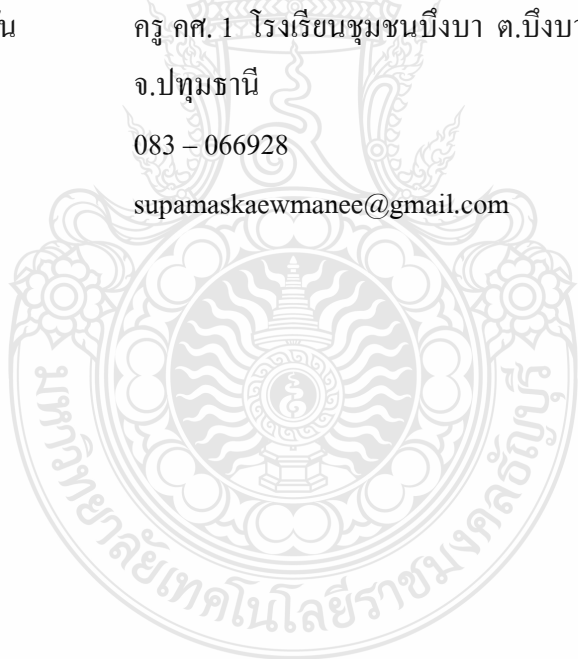 ครู คศ. 1 โรงเรียนชุมชนบึงบา ต.บึงบา
จ.ปทุมธานี
083 – 066928
supamaskaewmanee@gmail.com
มหาวิทยาลัยเทคโนโลยีราชมงคลธัญบุรี